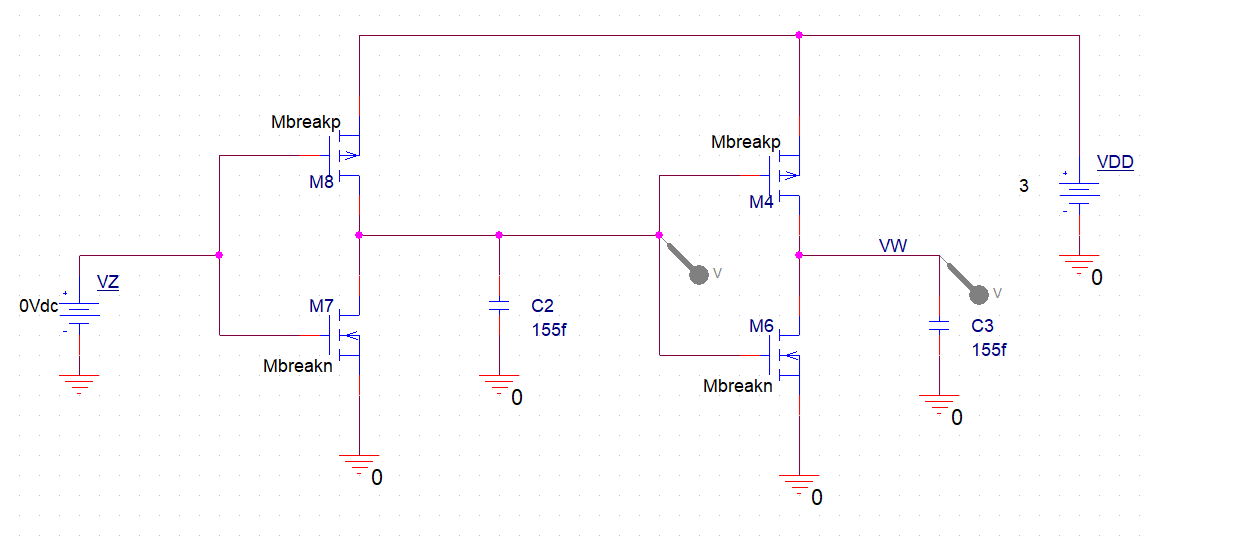 Mbreakp
M8
Mbreakp
M4
VDD
+
3
-
VW
VZ
+
0Vdc
-
M7
Mbreakn
C2
155f
V
V
M6
Mbreakn
C3
155f
0
0
0
0
0